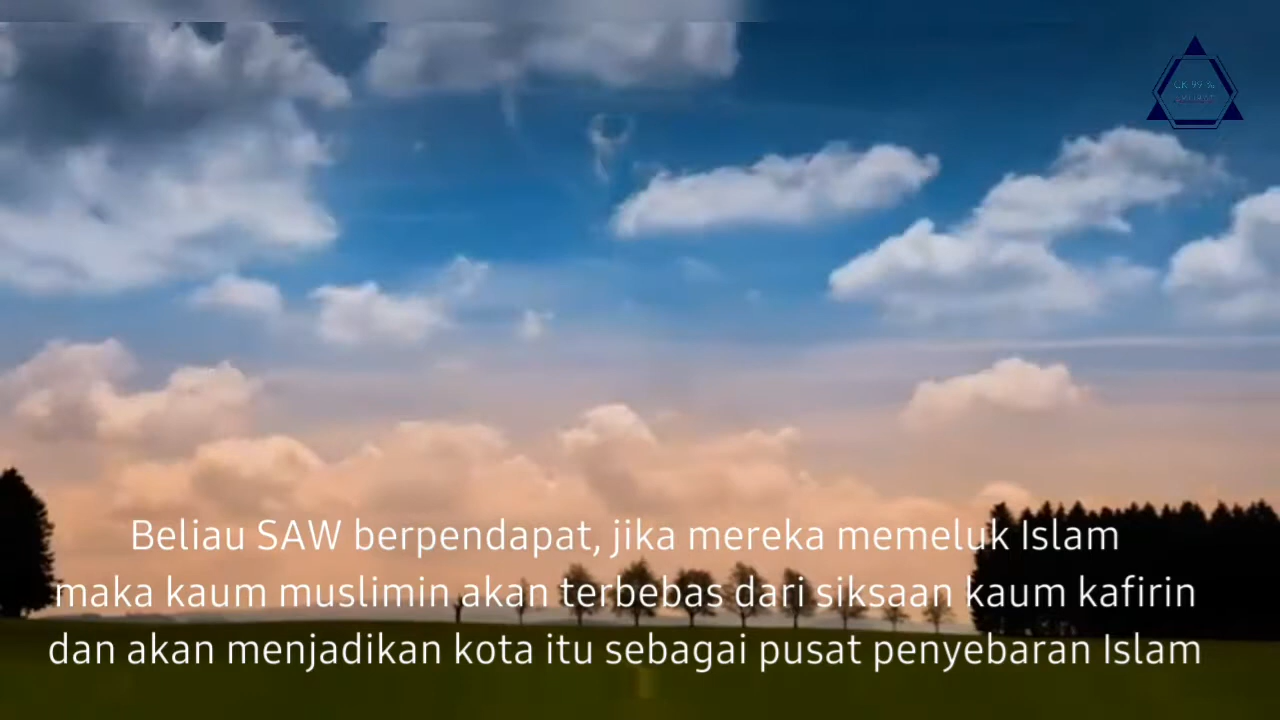 Beliau SAW berpendapat, jika mereka memeluk Islam
maka kaum muslimin akan terbebas dari siksaan kaum kafirin
dan akan menjadikan kota itu sebagai pusat penyebaran Islam